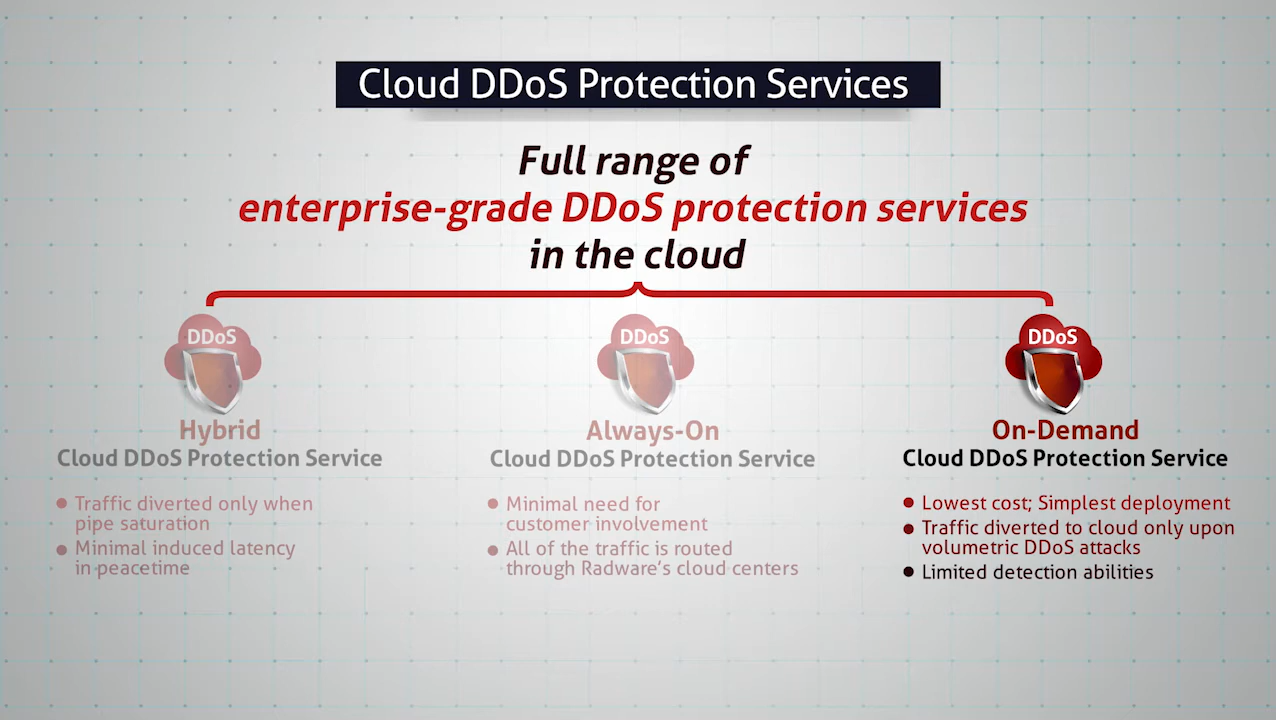 Cloud DDoS Protection Services
Full range of
enterprise-grade DDoS protection services
in the cloud
DDoS
Hybrid
Cloud DDoS Protection Service
Traffic diverted only when
pipe saturation
Minimal induced latency
in peacetime
DDoS
Always-On
Cloud DDoS Protection Service
Minimal need for
customer involvement
All of the traffic is routed
through Radware's cloud centers
DDoS
On-Demand
Cloud DDoS Protection Service
Lowest cost; Simplest deployment
Traffic diverted to cloud only upon
volumetric DDoS attacks
Limited detection abilities